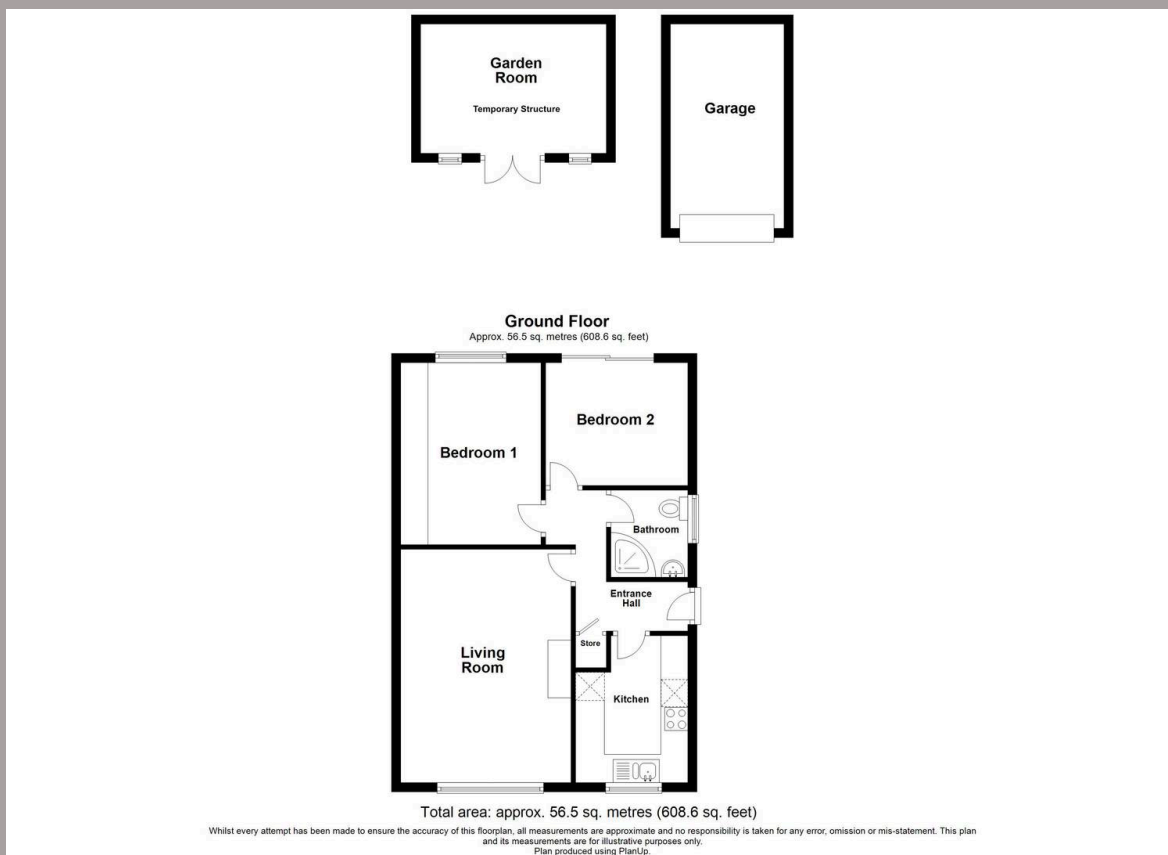 Garden
Room
Temporary Structure
Garage
Ground Floor
Approx. 56.5 sq. metres (608.6 sq. feet)
Bedroom 1
Bedroom 2
Bathroom
Entrance
Hall
Store
Living
Room
Kitchen
Total area: approx. 56.5 sq. metres (608.6 sq. feet)
Whilst every attempt has been made to ensure the accuracy of this floorplan, all measurements are approximate and no responsibility is taken for any error, omission or mis-statement. This plan
and its measurements are for illustrative purposes only.
Plan produced using PlanUp.